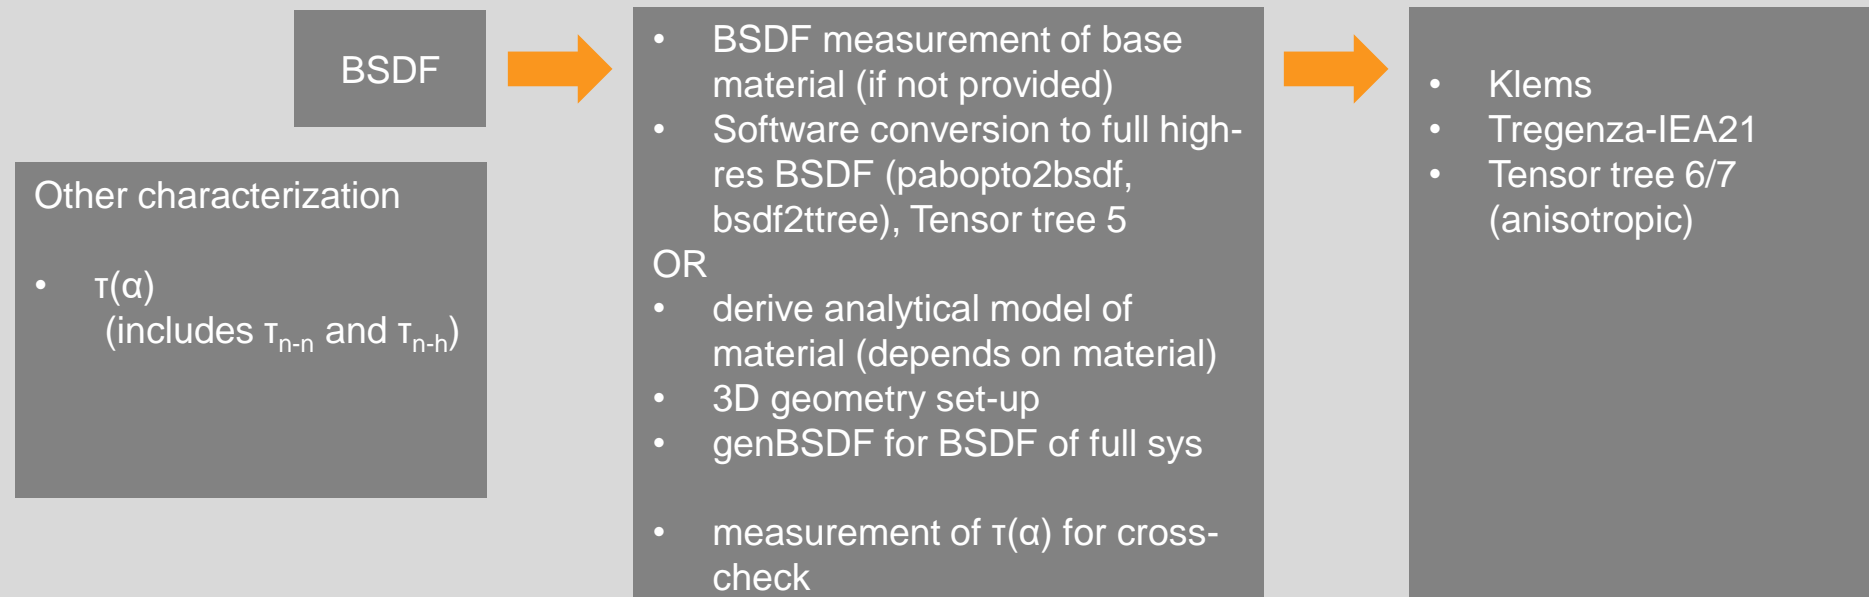 BSDF
Other characterization
• τ(α)
(includes τn-n and τn-h)
• BSDF measurement of base
material (if not provided)
• Software conversion to full high-
res BSDF (pabopto2bsdf,
bsdf2ttree), Tensor tree 5
OR
• derive analytical model of
material (depends on material)
• 3D geometry set-up
• genBSDF for BSDF of full sys
• measurement of τ(α) for cross-
check
• Klems
• Tregenza-IEA21
• Tensor tree 6/7
(anisotropic)